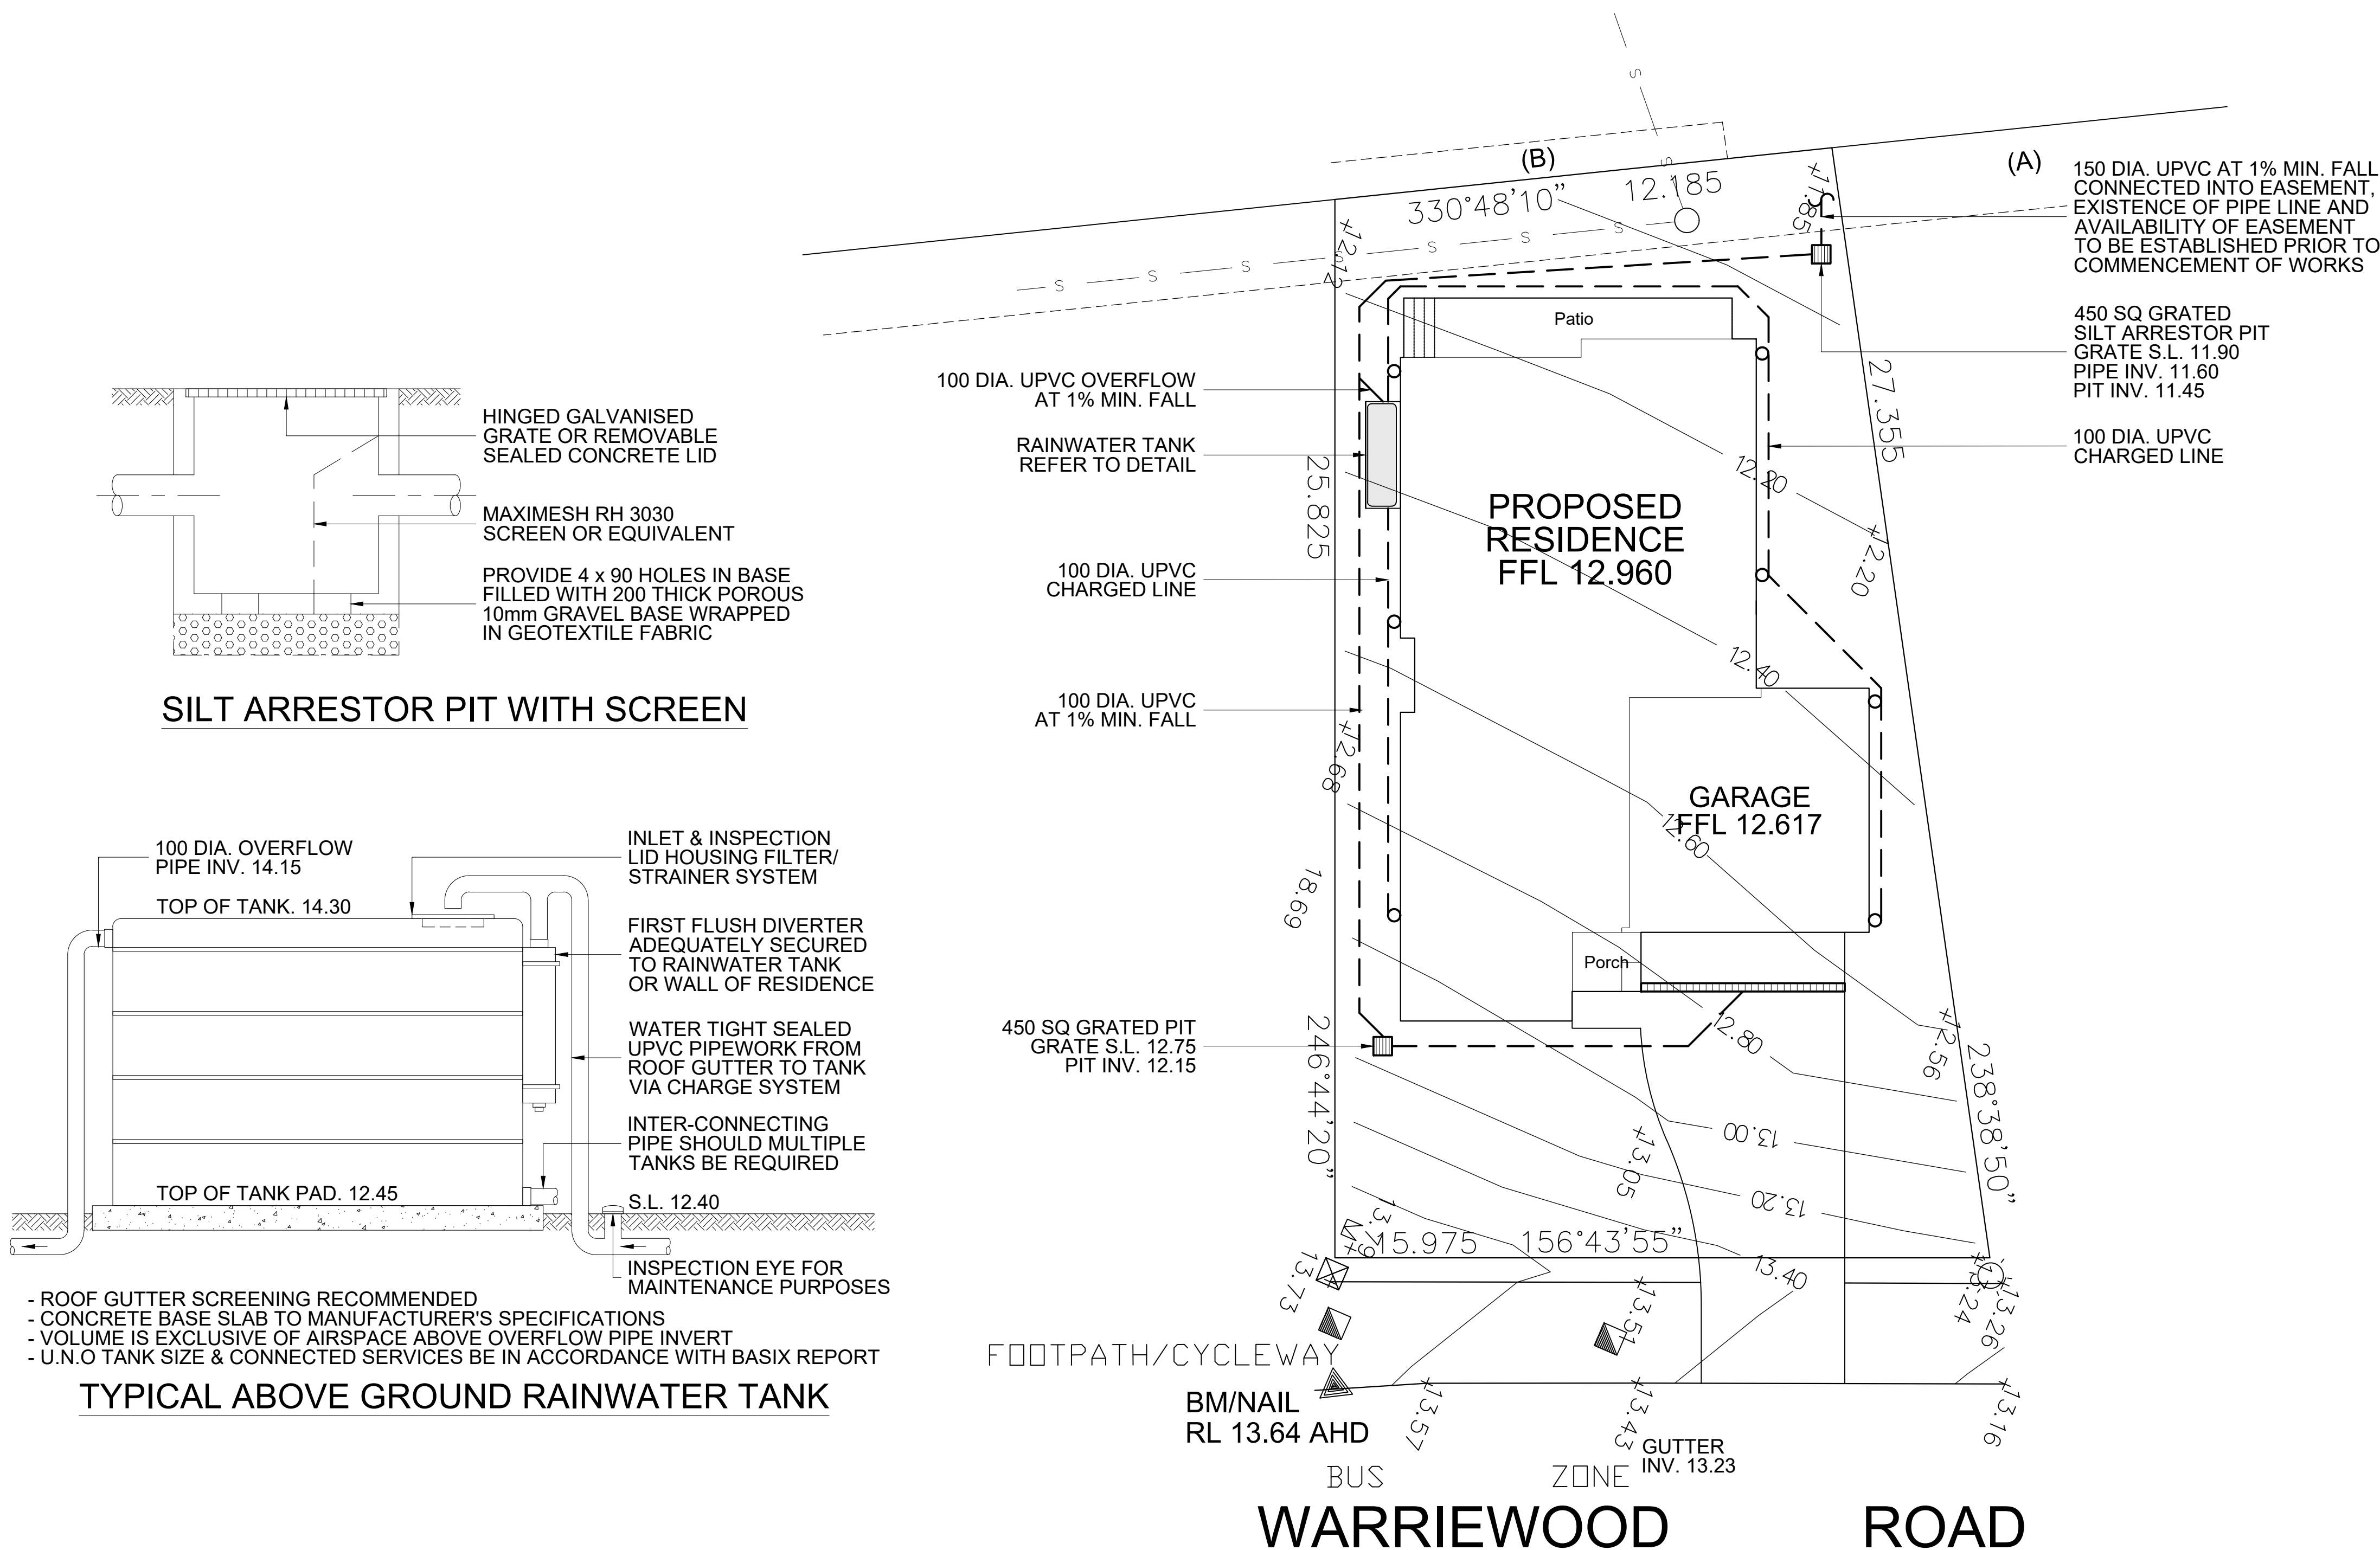 HINGED GALVANISED
GRATE OR REMOVABLE
SEALED CONCRETE LID
MAXIMESH RH 3030
SCREEN OR EQUIVALENT
PROVIDE 4 x 90 HOLES IN BASE
FILLED WITH 200 THICK POROUS
10mm GRAVEL BASE WRAPPED
IN GEOTEXTILE FABRIC
SILT ARRESTOR PIT WITH SCREEN
100 DIA. OVERFLOW
PIPE INV. 14.15
TOP OF TANK. 14.30
TOP OF TANK PAD. 12.45
INLET & INSPECTION
LID HOUSING FILTER/
STRAINER SYSTEM
FIRST FLUSH DIVERTER
ADEQUATELY SECURED
TO RAINWATER TANK
OR WALL OF RESIDENCE
WATER TIGHT SEALED
UPVC PIPEWORK FROM
ROOF GUTTER TO TANK
VIA CHARGE SYSTEM
INTER-CONNECTING
PIPE SHOULD MULTIPLE
TANKS BE REQUIRED
S.L. 12.40
INSPECTION EYE FOR
MAINTENANCE PURPOSES
- ROOF GUTTER SCREENING RECOMMENDED
- CONCRETE BASE SLAB TO MANUFACTURER'S SPECIFICATIONS
- VOLUME IS EXCLUSIVE OF AIRSPACE ABOVE OVERFLOW PIPE INVERT
- U.N.O TANK SIZE & CONNECTED SERVICES BE IN ACCORDANCE WITH BASIX REPORT
TYPICAL ABOVE GROUND RAINWATER TANK
S
S
(B)
(A)
330°48'10"
12.185
S
S
S
S
S
S
S
+11.85
+12.13
150 DIA. UPVC AT 1% MIN. FALL
CONNECTED INTO EASEMENT,
EXISTENCE OF PIPE LINE AND
AVAILABILITY OF EASEMENT
TO BE ESTABLISHED PRIOR TO
COMMENCEMENT OF WORKS
450 SQ GRATED
SILT ARRESTOR PIT
GRATE S.L. 11.90
PIPE INV. 11.60
PIT INV. 11.45
100 DIA. UPVC
CHARGED LINE
Patio
100 DIA. UPVC OVERFLOW
AT 1% MIN. FALL
RAINWATER TANK
REFER TO DETAIL
100 DIA. UPVC
CHARGED LINE
100 DIA. UPVC
AT 1% MIN. FALL
450 SQ GRATED PIT
GRATE S.L. 12.75
PIT INV. 12.15
25.825
27.355
12.20
+12.20
PROPOSED
RESIDENCE
FFL 12.960
12.40
+12.68
GARAGE
FFL 12.617
12.60
18.69
Porch
12.80
+12.56
246°44'20"
238°38'50"
13.00
+13.05
13.20
13.79
15.975
156°43'55"
13.40
13.73
+13.51
+13.24
+13.26
FOOTPATH/CYCLEWAY
BM/NAIL
RL 13.64 AHD
+13.57
+13.43
+13.16
GUTTER
INV. 13.23
BUS
ZONE
WARRIEWOOD
ROAD